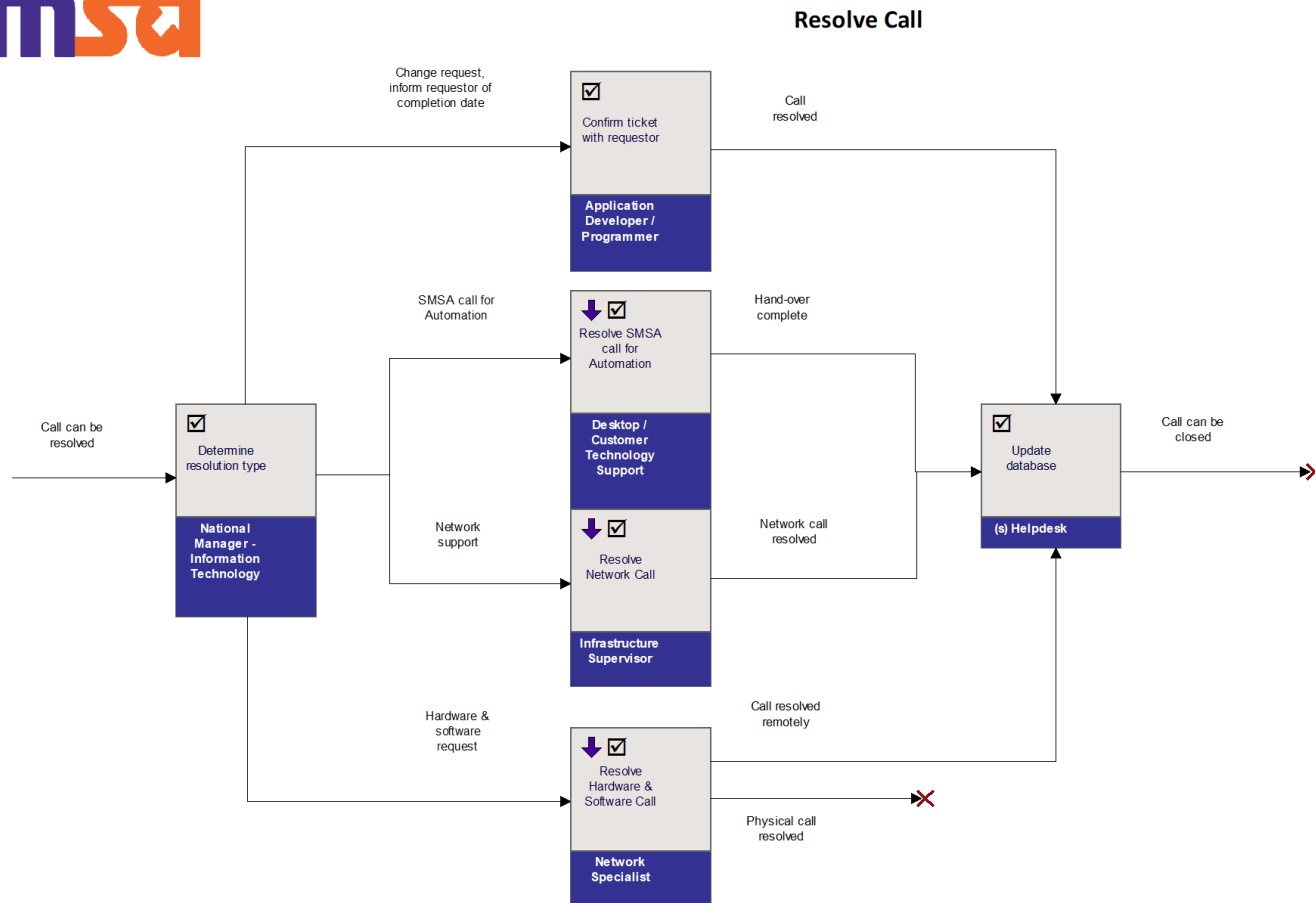 msa
Resolve Call
Change request,
inform requestor of
completion date
Confirm ticket
with requestor
Application
Developer /
Programmer
Call
resolved
SMSA call for
Automation
Resolve SMSA
call for
Automation
Desktop /
Customer
Technology
Support
Hand-over
complete
Call can be
resolved
Determine
resolution type
National
Manager -
Information
Technology
Network
support
Resolve
Network Call
Infrastructure
Supervisor
Network call
resolved
Update
database
(s) Helpdesk
Call can be
closed
Hardware &
software
request
Resolve
Hardware &
Software Call
Network
Specialist
Call resolved
remotely
Physical call
resolved